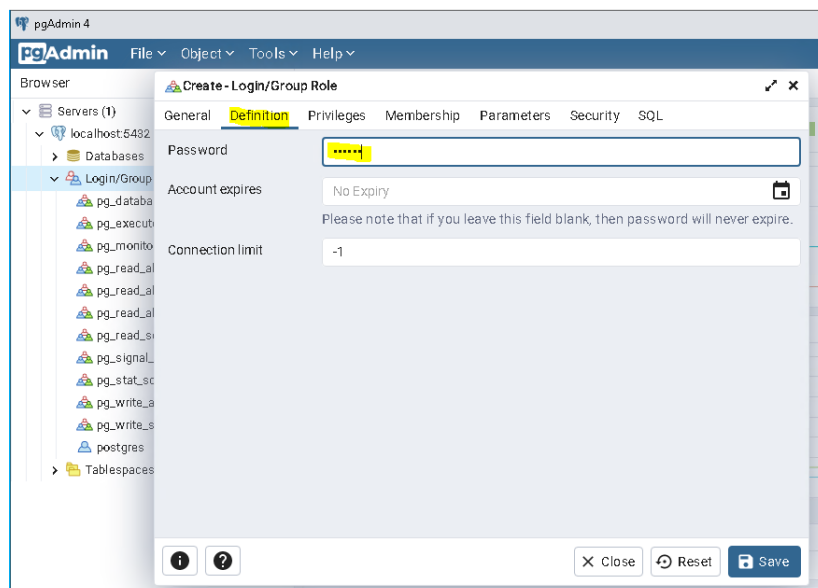 pgAdmin 4
pgAdmin File Object Tools Help
Browser
Servers (1)
localhost:5432
Databases
Login/Group
pg_databa
pg_execut
pg_monito
pg_read_al
pg_read_al
pg_read_al
pg_read_s
pg_signal_
pg_stat_sc
pg_write_a
pg_write_s
postgres
Tablespaces
Create - Login/Group Role
General Definition Privileges Membership Parameters Security SQL
Password ••••••
Account expires No Expiry
Please note that if you leave this field blank, then password will never expire.
Connection limit -1
Close Reset Save